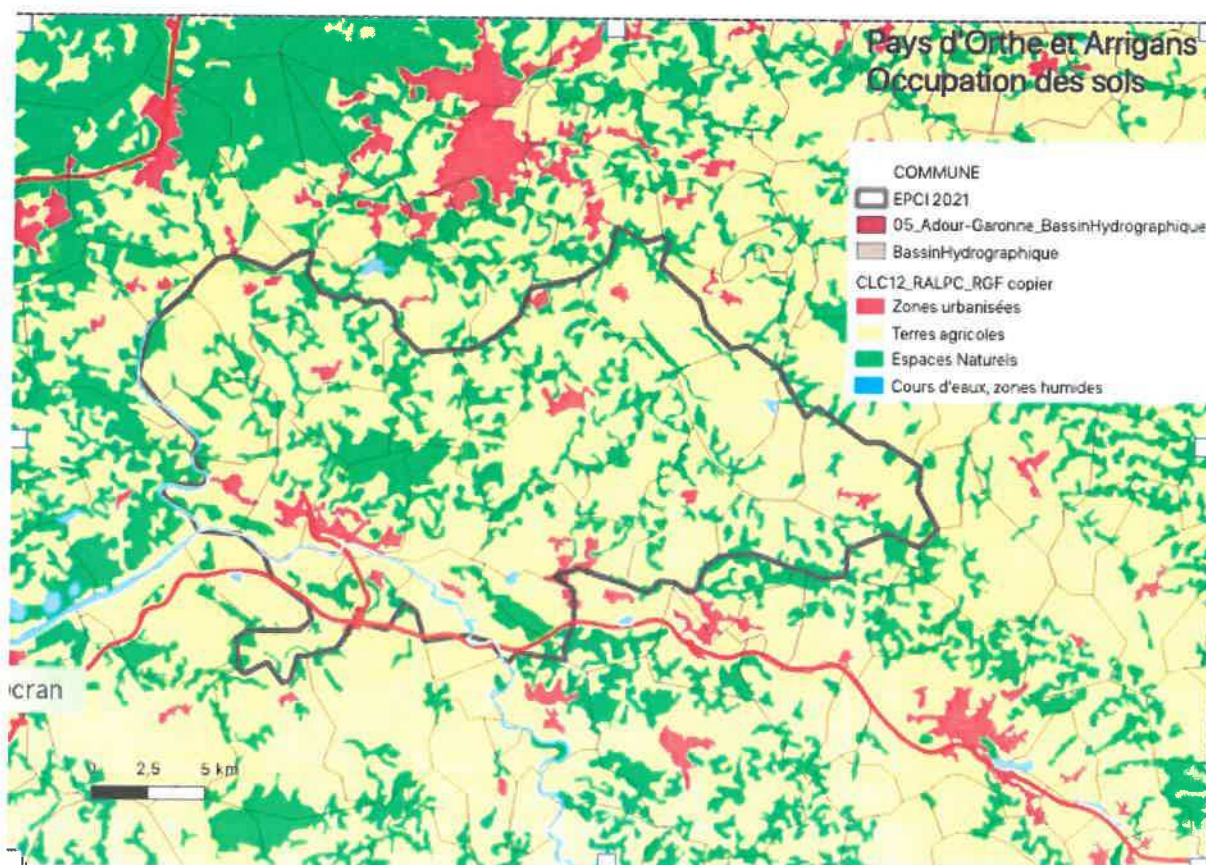 Pays d'Orthe et Arrigans
Occupation des sols
COMMUNE
EPCI 2021
05_Adour-Garonne_BassinHydrographique
BassinHydrographique
CLC12_RALPC_RGF copier
Zones urbanisées
Terres agricoles
Espaces Naturels
Cours d'eaux, zones humides
cran
0 2,5 5 km